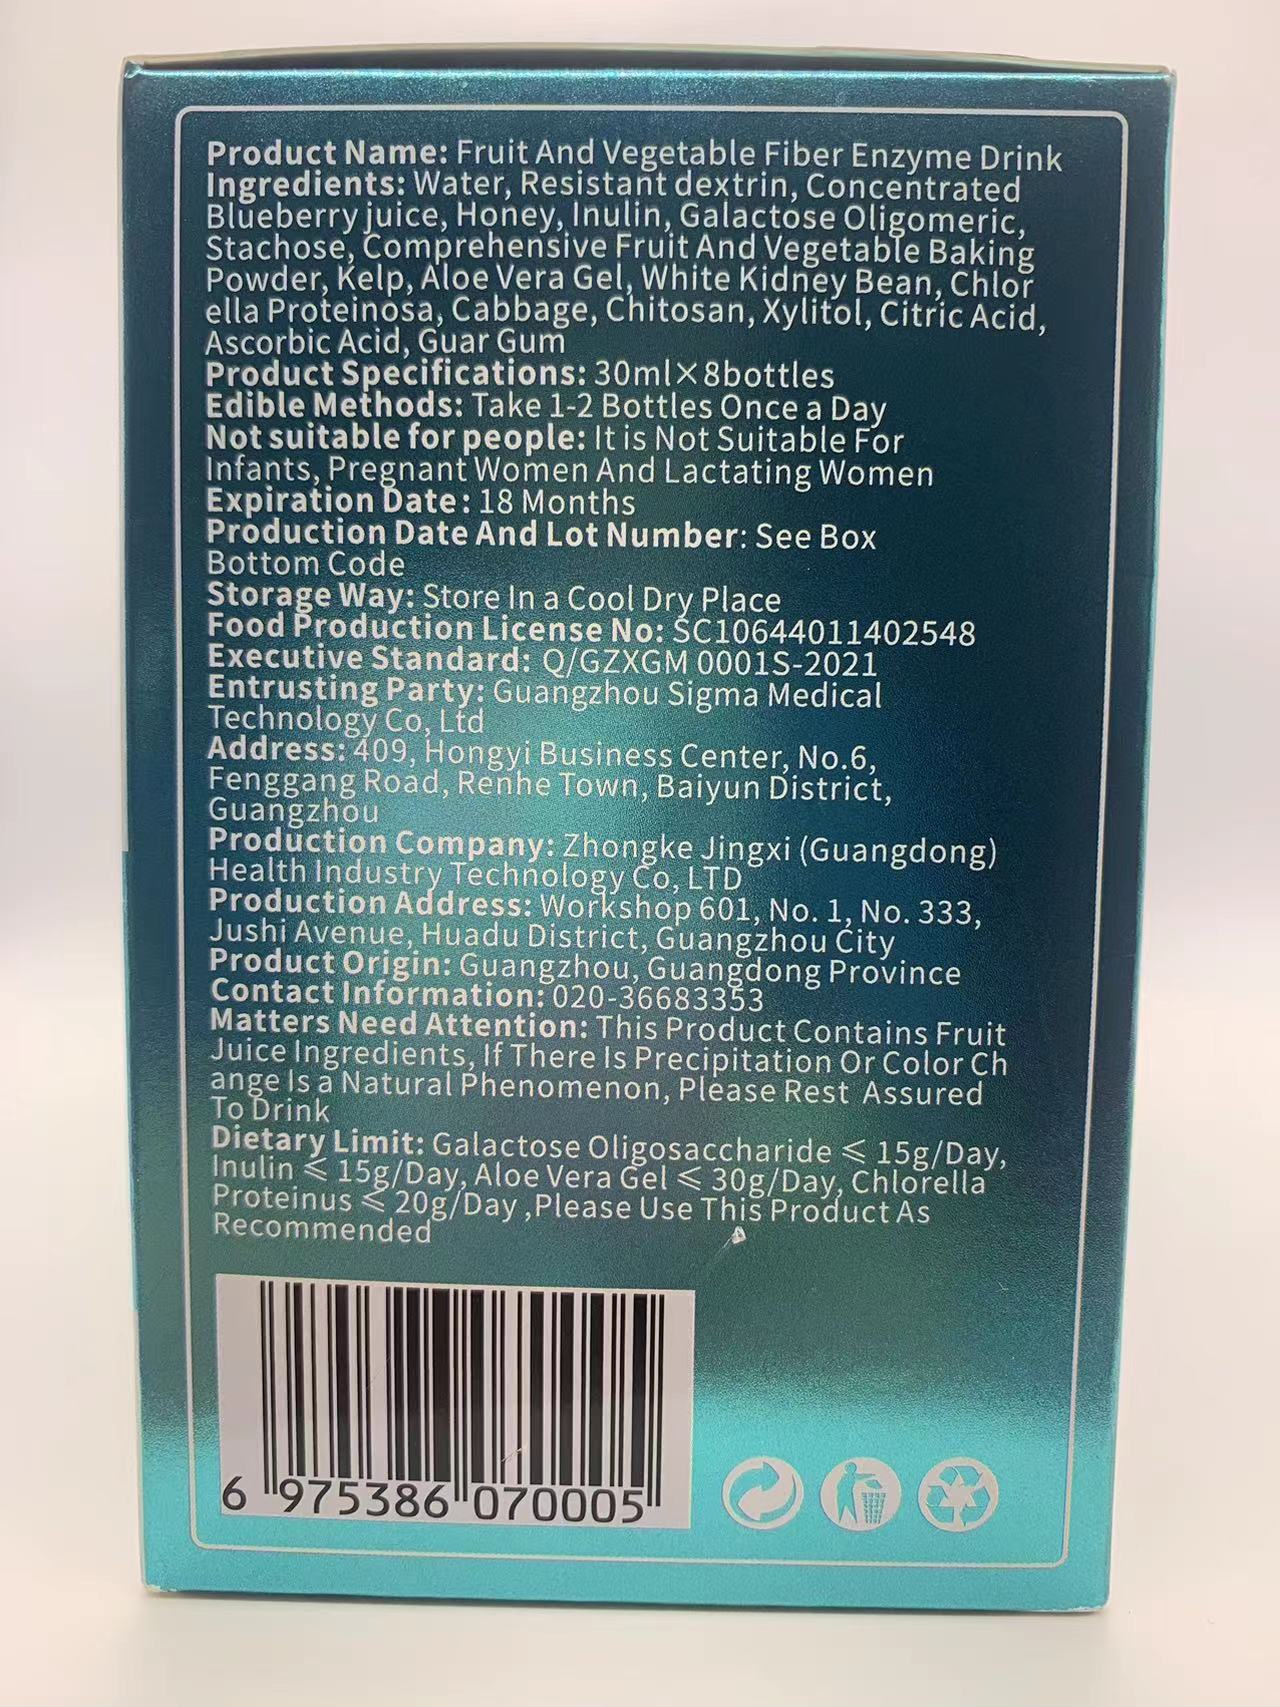 Product Name: Fruit And Vegetable Fiber Enzyme Drink
Ingredients: Water, Resistant dextrin, Concentrated
Blueberry juice, Honey, Inulin, Galactose Oligomeric,
Stachose, Comprehensive Fruit And Vegetable Baking
Powder, Kelp, Aloe Vera Gel, White Kidney Bean, Chlor
ella Proteinosa, Cabbage, Chitosan, Xylitol, Citric Acid,
Ascorbic Acid, Guar Gum
Product Specifications: 30ml×8bottles
Edible Methods: Take 1-2 Bottles Once a Day
Not suitable for people: It is Not Suitable For
Infants, Pregnant Women And Lactating Women
Expiration Date: 18 Months
Production Date And Lot Number: See Box
Bottom Code
Storage Way: Store In a Cool Dry Place
Food Production License No: SC10644011402548
Executive Standard: Q/GZXGM 0001S-2021
Entrusting Party: Guangzhou Sigma Medical
Technology Co, Ltd
Address: 409, Hongyi Business Center, No.6,
Fenggang Road, Renhe Town, Baiyun District,
Guangzhou
Production Company: Zhongke Jingxi (Guangdong)
Health Industry Technology Co, LTD
Production Address: Workshop 601, No. 1, No. 333,
Jushi Avenue, Huadu District, Guangzhou City
Product Origin: Guangzhou, Guangdong Province
Contact Information: 020-36683353
Matters Need Attention: This Product Contains Fruit
Juice Ingredients, If There Is Precipitation Or Color Ch
ange Is a Natural Phenomenon, Please Rest Assured
To Drink
Dietary Limit: Galactose Oligosaccharide ⩽ 15g/Day,
Inulin ⩽ 15g/Day, Aloe Vera Gel ⩽ 30g/Day, Chlorella
Proteinus ⩽ 20g/Day ,Please Use This Product As
Recommended
6 975386 070005